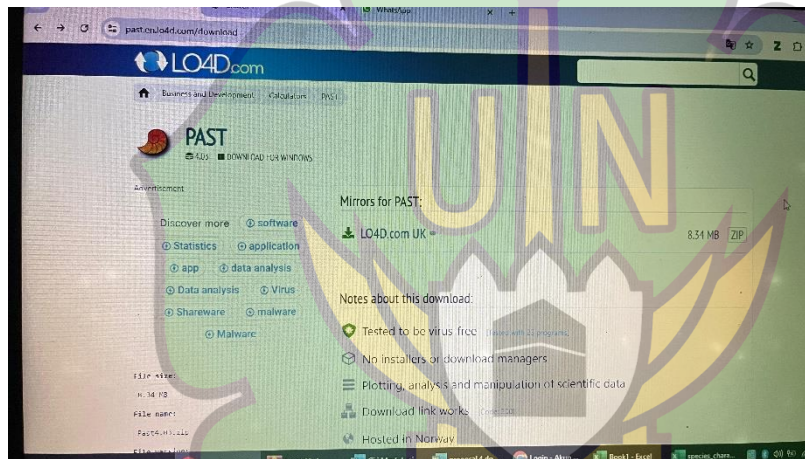 WhatsApp
past.en.lo4d.com/download
LO4D.com
Business and Development Calculators PAST
PAST
4.03 DOWNLOAD FOR WINDOWS
Advertisement
Discover more
software
Statistics
application
app
data analysis
Data analysis
Virus
Shareware
malware
Malware
File size:
8.34 MB
File name:
Mirrors for PAST:
LO4D.com UK
8.34 MB ZIP
Notes about this download:
Tested to be virus free
No installers or download managers
Plotting, analysis and manipulation of scientific data
Download link works
Hosted in Norway
Book1 - Excel
UIN